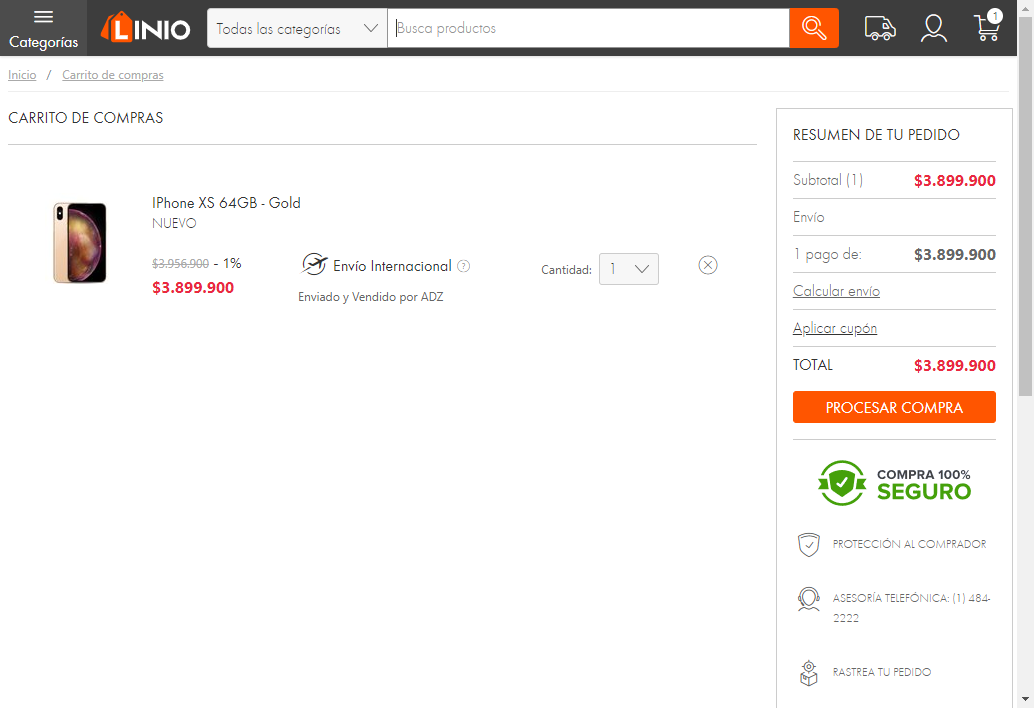 Categorías
LINIO
Todas las categorías
Busca productos
1
Inicio / Carrito de compras
CARRITO DE COMPRAS
IPhone XS 64GB - Gold
NUEVO
$3.956.900 - 1%
$3.899.900
Envío Internacional ?
Enviado y Vendido por ADZ
Cantidad: 1
RESUMEN DE TU PEDIDO
Subtotal (1) $3.899.900
Envío
1 pago de: $3.899.900
Calcular envío
Aplicar cupón
TOTAL $3.899.900
PROCESAR COMPRA
COMPRA 100%
SEGURO
PROTECCIÓN AL COMPRADOR
ASESORÍA TELEFÓNICA: (1) 484-
2222
RASTREA TU PEDIDO